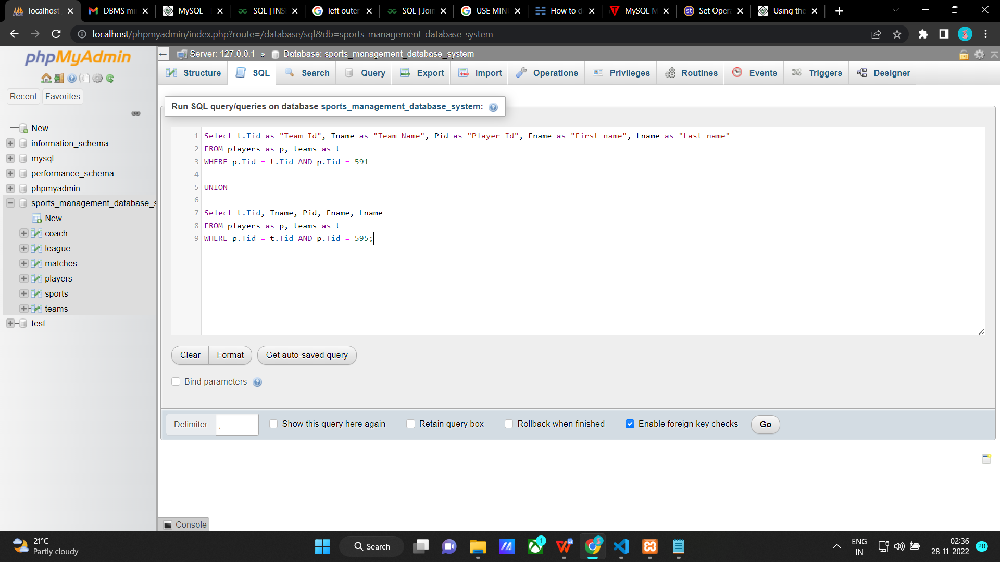 localhost
DBMS mi
MySQL -
SQL | INS
left outer
SQL | Join
USE MINU
How to d
MySQL M
Set Opera
Using the
localhost/phpmyadmin/index.php?route=/database/sql&db=sports_management_database_system
phpMyAdmin
Recent
Favorites
New
information_schema
mysql
performance_schema
phpmyadmin
sports_management_database_s
New
coach
league
matches
players
sports
teams
test
Server: 127.0.0.1 » Database: sports_management_database_system
Structure
SQL
Search
Query
Export
Import
Operations
Privileges
Routines
Events
Triggers
Designer
Run SQL query/queries on database sports_management_database_system:
1 Select t.Tid as "Team Id", Tname as "Team Name", Pid as "Player Id", Fname as "First name", Lname as "Last name"
2 FROM players as p, teams as t
3 WHERE p.Tid = t.Tid AND p.Tid = 591
4
5 UNION
6
7 Select t.Tid, Tname, Pid, Fname, Lname
8 FROM players as p, teams as t
9 WHERE p.Tid = t.Tid AND p.Tid = 595;
Clear
Format
Get auto-saved query
Bind parameters
Delimiter ;
Show this query here again
Retain query box
Rollback when finished
Enable foreign key checks
Go
Console
21°C
Partly cloudy
Search
1
ENG
IN
02:36
28-11-2022
20